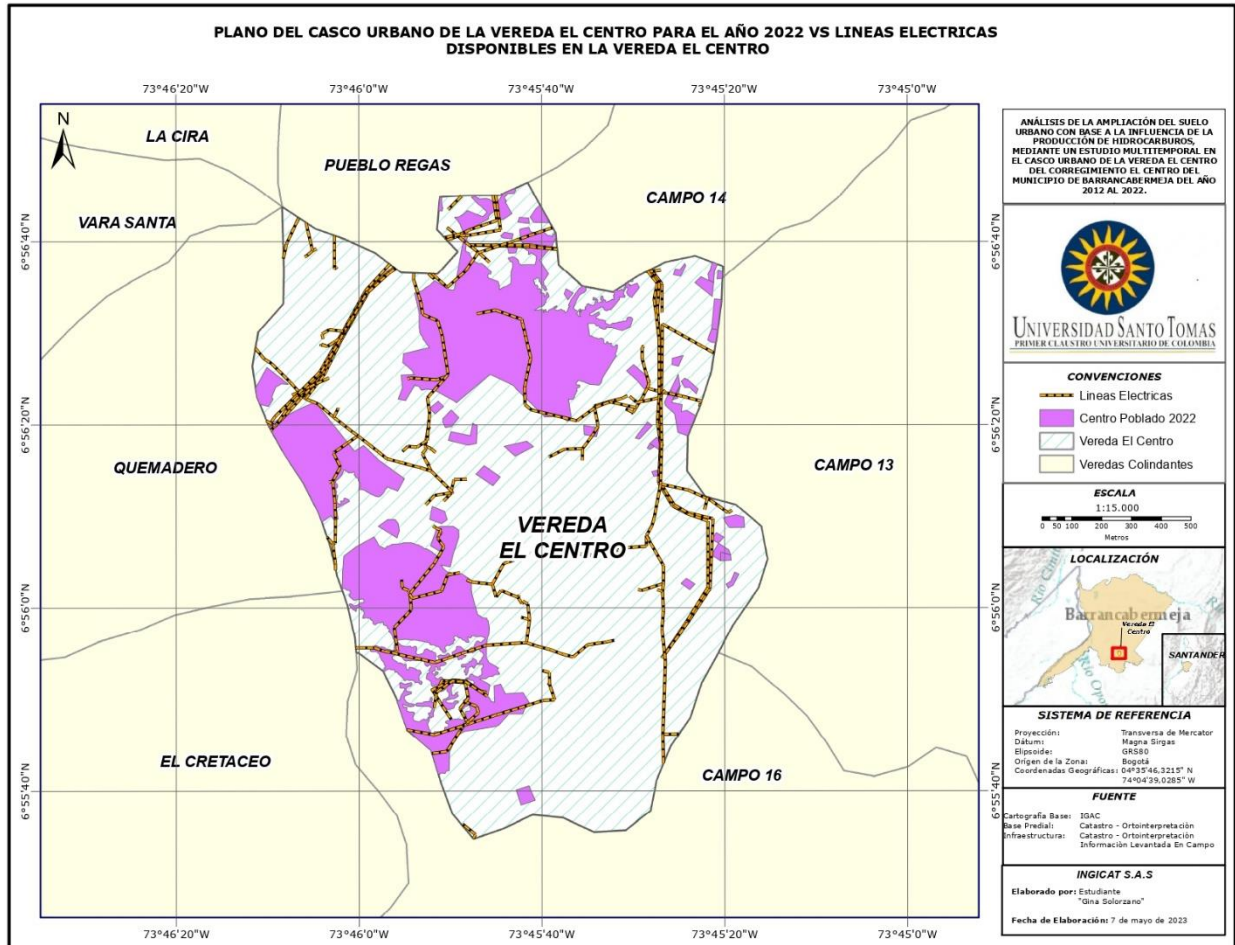 PLANO DEL CASCO URBANO DE LA VEREDA EL CENTRO PARA EL AÑO 2022 VS LINEAS ELECTRICAS
DISPONIBLES EN LA VEREDA EL CENTRO
73°46'20"W
73°46'0"W
73°45'40"W
73°45'20"W
73°45'0"W
N
LA CIRA
PUEBLO REGAS
CAMPO 14
VARA SANTA
6°56'40"N
6°56'40"N
6°56'20"N
6°56'20"N
QUEMADERO
CAMPO 13
VEREDA
EL CENTRO
6°56'0"N
6°56'0"N
EL CRETACEO
CAMPO 16
6°55'40"N
6°55'40"N
73°46'20"W
73°46'0"W
73°45'40"W
73°45'20"W
73°45'0"W
ANÁLISIS DE LA AMPLIACIÓN DEL SUELO
URBANO CON BASE A LA INFLUENCIA DE LA
PRODUCCIÓN DE HIDROCARBUROS,
MEDIANTE UN ESTUDIO MULTITEMPORAL EN
EL CASCO URBANO DE LA VEREDA EL CENTRO
DEL CORREGIMIENTO EL CENTRO DEL
MUNICIPIO DE BARRANCABERMEJA DEL AÑO
2012 AL 2022.
UNIVERSIDAD SANTO TOMAS
PRIMER CLAUSTRO UNIVERSITARIO DE COLOMBIA
CONVENCIONES
Lineas Electricas
Centro Poblado 2022
Vereda El Centro
Veredas Colindantes
ESCALA
1:15.000
0 50 100 200 300 400 500
Metros
LOCALIZACIÓN
Barrancabermeja
Vereda El
Centro
SANTANDER
SISTEMA DE REFERENCIA
Proyección: Transversa de Mercator
Dátum: Magna Sirgas
Elipsoide: GRS80
Orígen de la Zona: Bogotá
Coordenadas Geográficas: 04°35'46,3215" N
74°04'39,0285" W
FUENTE
Cartografía Base: IGAC
Base Predial: Catastro - Ortointerpretación
Infraestructura: Catastro - Ortointerpretación
Información Levantada En Campo
INGICAT S.A.S
Elaborado por: Estudiante
"Gina Solorzano"
Fecha de Elaboración: 7 de mayo de 2023